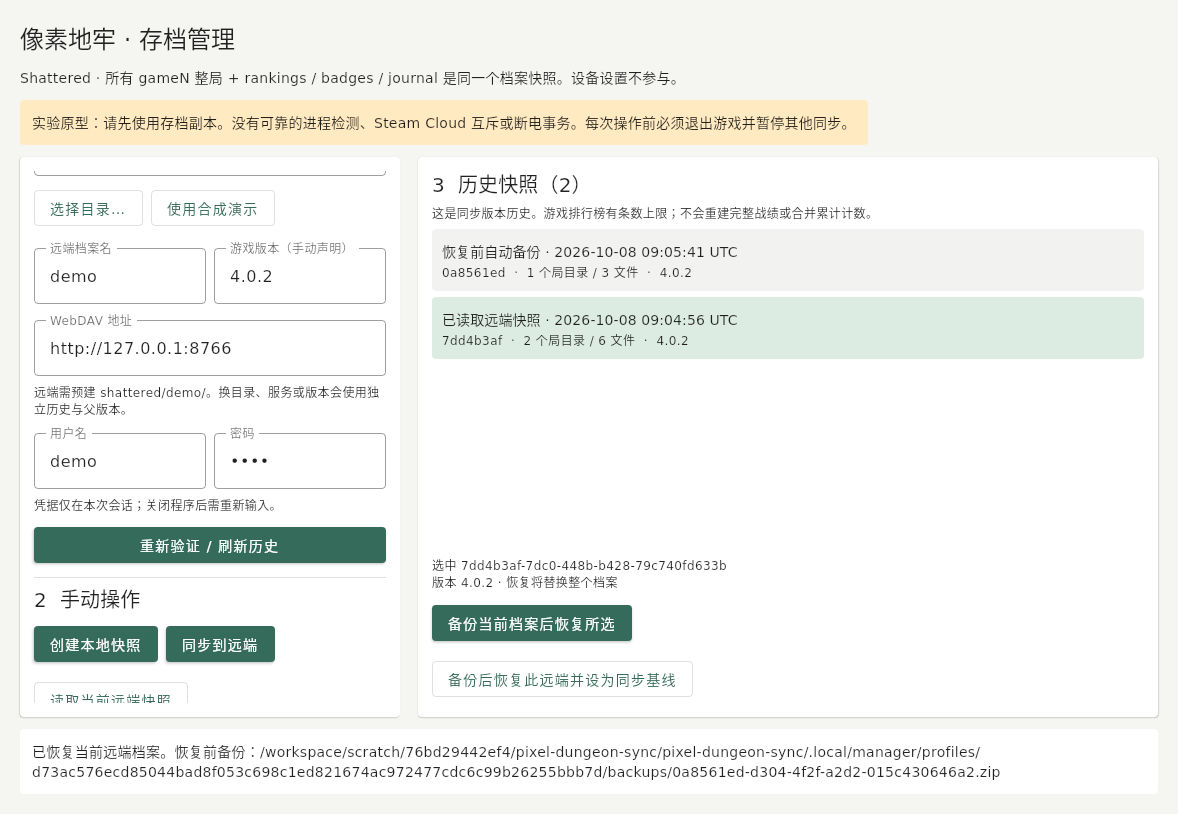 像素地牢 · 存档管理
Shattered · 所有 gameN 整局 + rankings / badges / journal 是同一个档案快照。设备设置不参与。
实验原型：请先使用存档副本。没有可靠的进程检测、Steam Cloud 互斥或断电事务。每次操作前必须退出游戏并暂停其他同步。
选择目录...
使用合成演示
远端档案名
demo
游戏版本（手动声明）
4.0.2
WebDAV 地址
http://127.0.0.1:8766
远端需预建 shattered/demo/。换目录、服务或版本会使用独
立历史与父版本。
用户名
demo
密码
••••
凭据仅在本次会话；关闭程序后需重新输入。
重新验证 / 刷新历史
2 手动操作
创建本地快照
同步到远端
读取当前远端快照
3 历史快照（2）
这是同步版本历史。游戏排行榜有条数上限；不会重建完整战绩或合并累计计数。
恢复前自动备份 · 2026-10-08 09:05:41 UTC
0a8561ed · 1 个局目录 / 3 文件 · 4.0.2
已读取远端快照 · 2026-10-08 09:04:56 UTC
7dd4b3af · 2 个局目录 / 6 文件 · 4.0.2
选中 7dd4b3af-7dc0-448b-b428-79c740fd633b
版本 4.0.2 · 恢复将替换整个档案
备份当前档案后恢复所选
备份后恢复此远端并设为同步基线
已恢复当前远端档案。恢复前备份：/workspace/scratch/76bd29442ef4/pixel-dungeon-sync/pixel-dungeon-sync/.local/manager/profiles/
d73ac576ecd85044bad8f053c698c1ed821674ac972477cdc6c99b26255bbb7d/backups/0a8561ed-d304-4f2f-a2d2-015c430646a2.zip